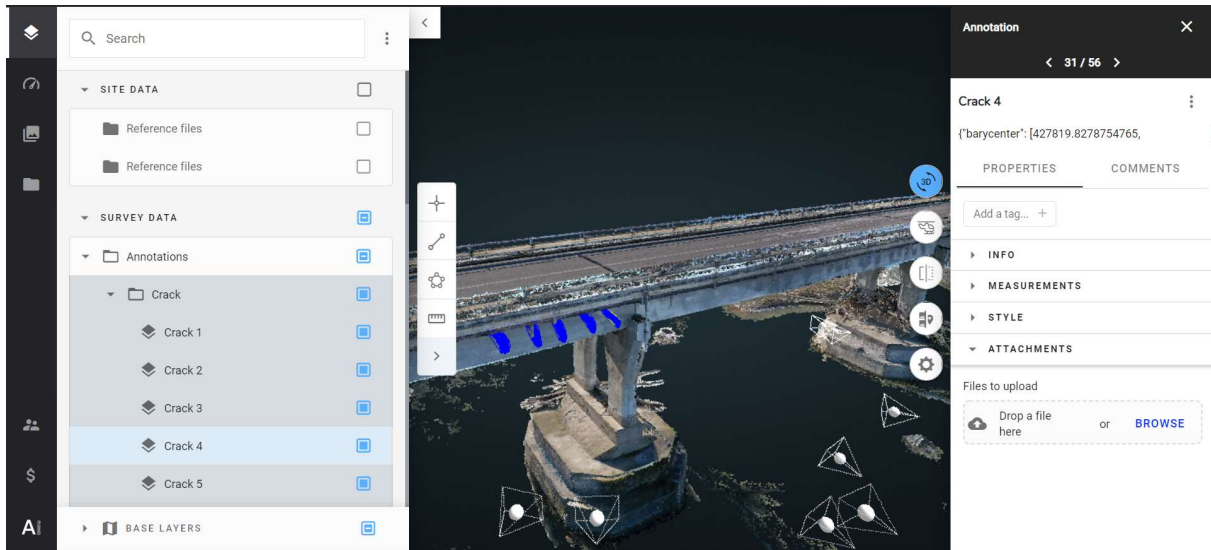 Search
SITE DATA
Reference files
Reference files
SURVEY DATA
Annotations
Crack
Crack 1
Crack 2
Crack 3
Crack 4
Crack 5
BASE LAYERS
3D
Annotation
31 / 56
Crack 4
{"barycenter": [427819.8278754765,
PROPERTIES
COMMENTS
Add a tag... +
INFO
MEASUREMENTS
STYLE
ATTACHMENTS
Files to upload
Drop a file
here
or
BROWSE